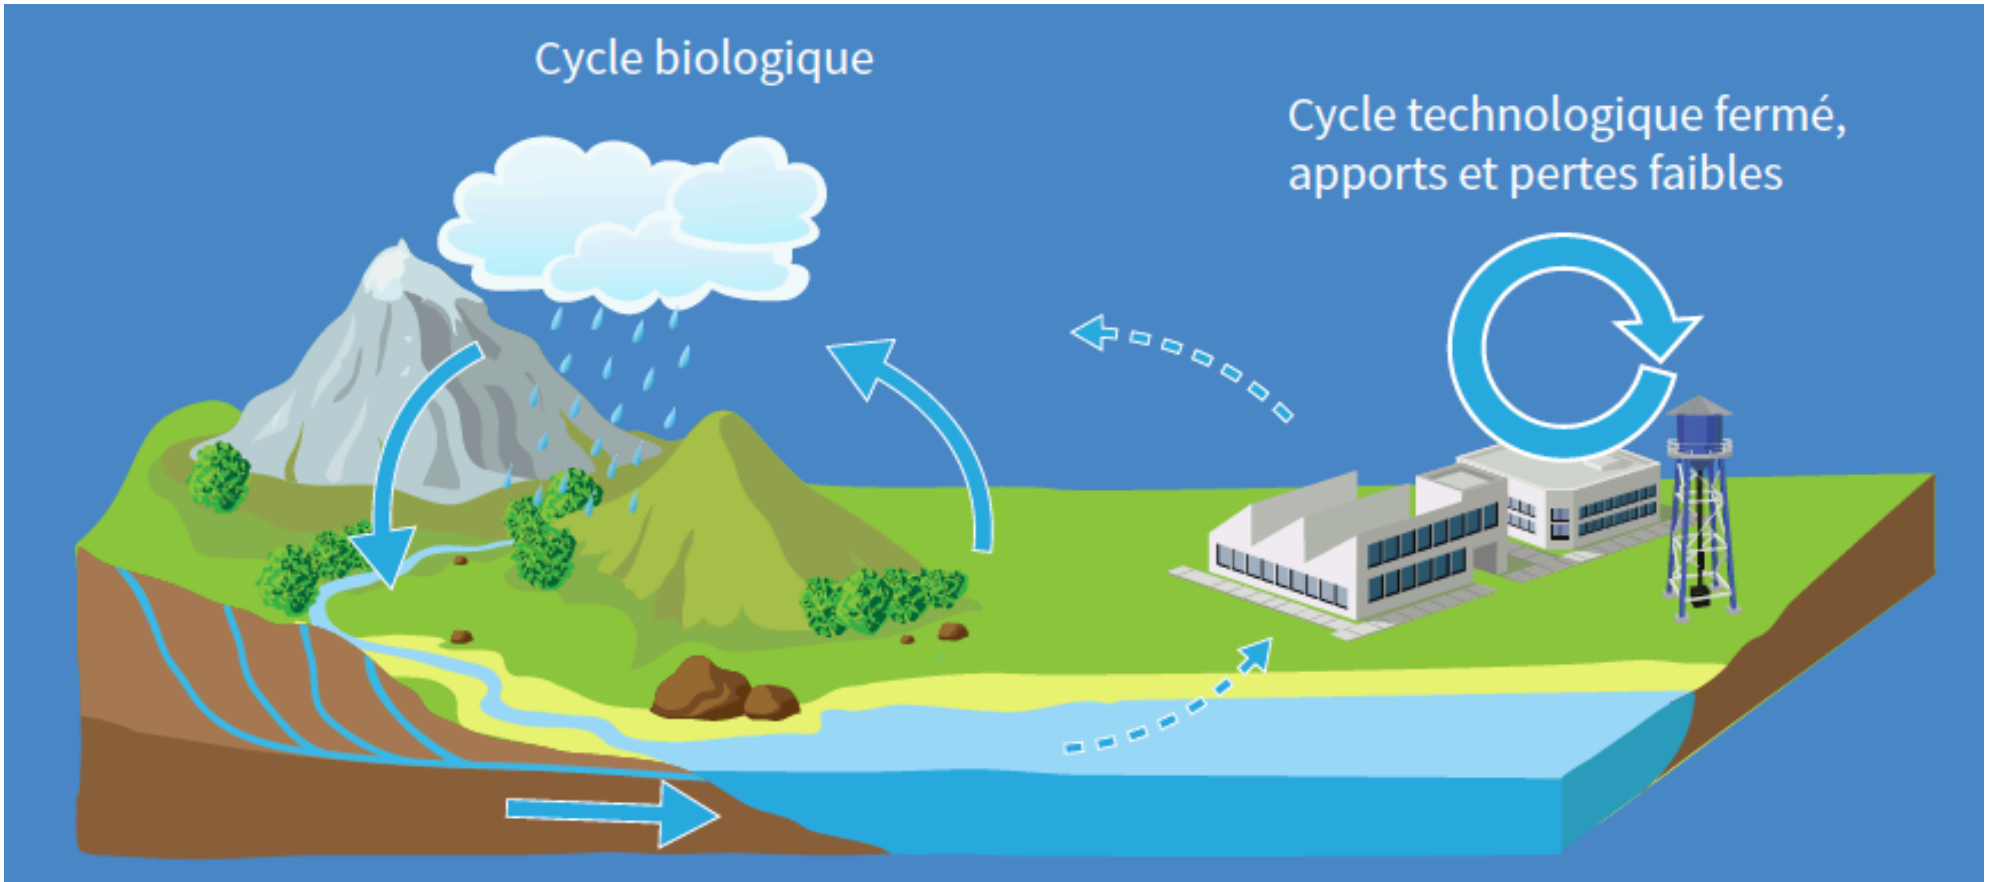 Cycle biologique
Cycle technologique fermé,
apports et pertes faibles